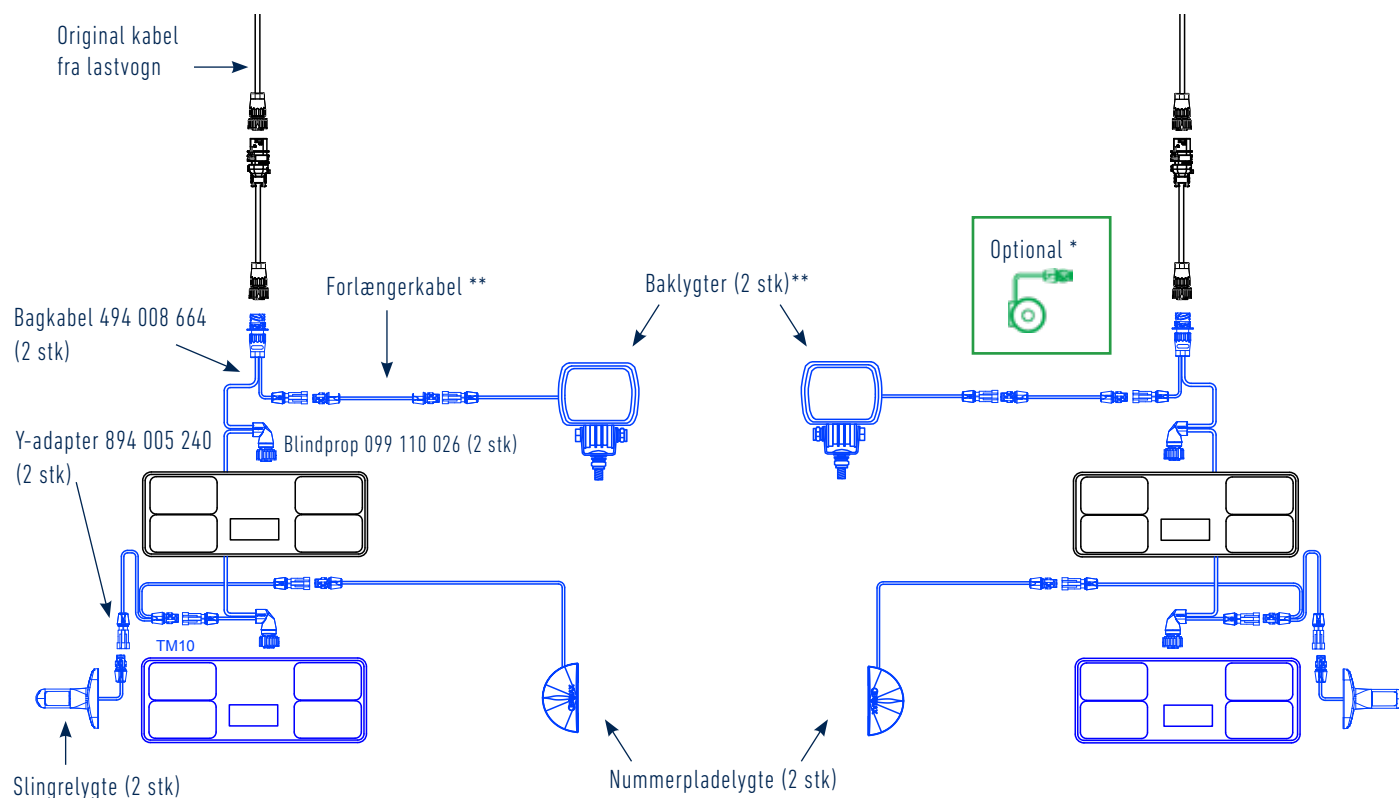 Original kabel
fra lastvogn
Optional *
Forlængerkabel **
Baklygter (2 stk)**
Bagkabel 494 008 664
(2 stk)
Y-adapter 894 005 240
(2 stk)
Blindprop 099 110 026 (2 stk)
TM10
Slingrelygte (2 stk)
Nummerpladelygte (2 stk)